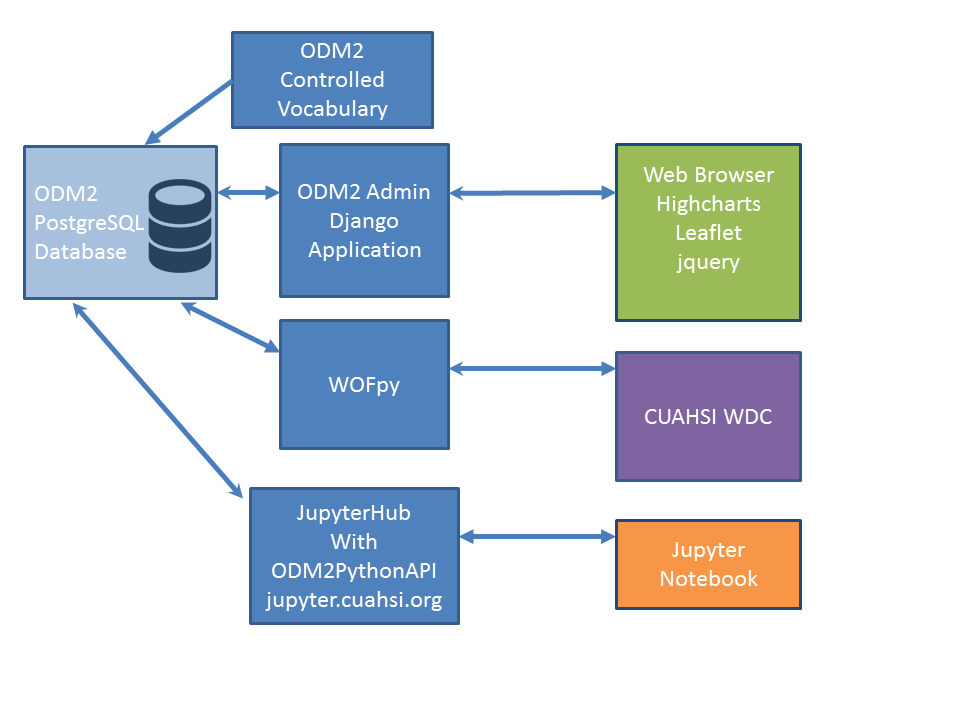 ODM2
Controlled
Vocabulary
ODM2
PostgreSQL
Database
ODM2 Admin
Django
Application
Web Browser
Highcharts
Leaflet
jquery
WOFpy
CUAHSI WDC
JupyterHub
With
ODM2PythonAPI
jupyter.cuahsi.org
Jupyter
Notebook